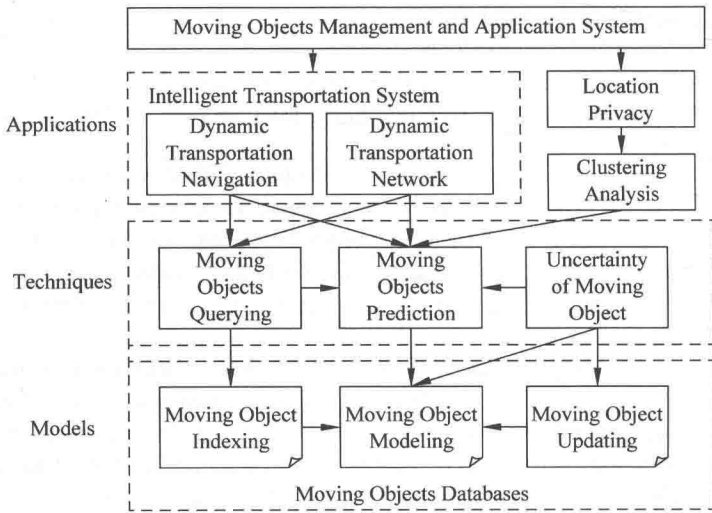 Moving Objects Management and Application System
Applications
Intelligent Transportation System
Dynamic
Transportation
Navigation
Dynamic
Transportation
Network
Location
Privacy
Clustering
Analysis
Techniques
Moving
Objects
Querying
Moving
Objects
Prediction
Uncertainty
of Moving
Object
Models
Moving Object
Indexing
Moving Object
Modeling
Moving Object
Updating
Moving Objects Databases